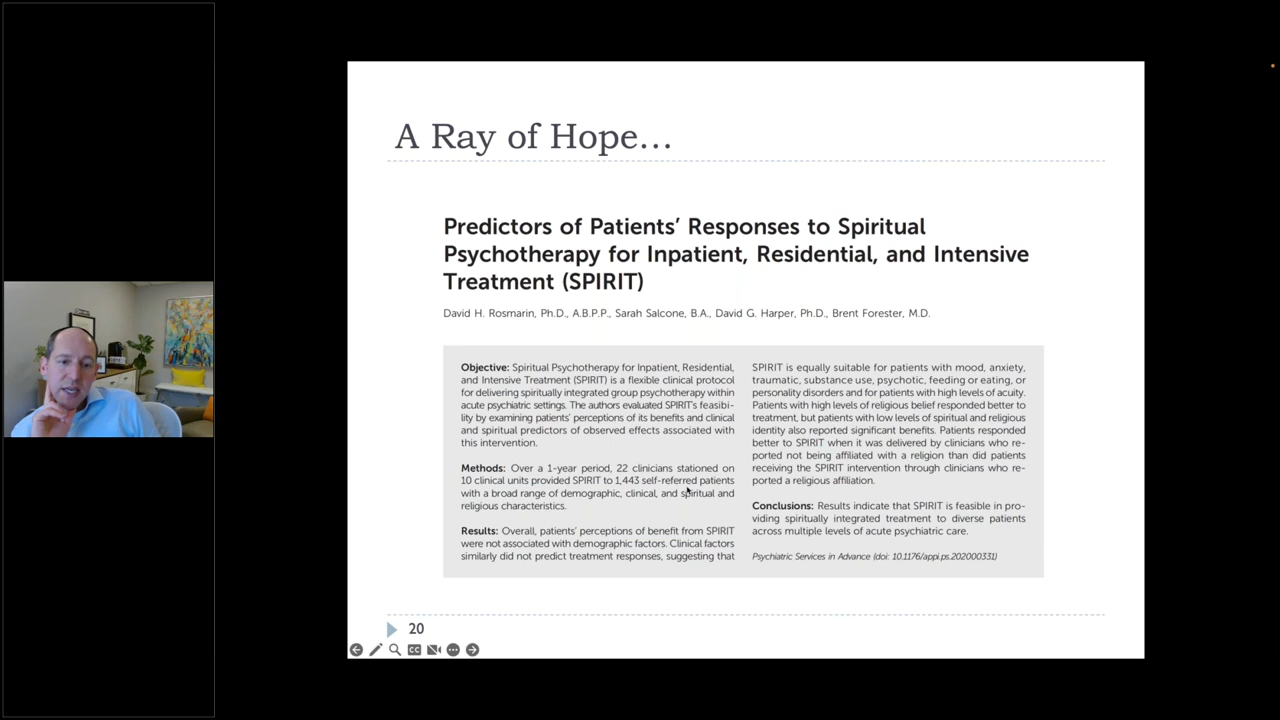 A Ray of Hope…
Predictors of Patients’ Responses to Spiritual
Psychotherapy for Inpatient, Residential, and Intensive
Treatment (SPIRIT)
David H. Rosmarin, Ph.D., A.B.P.P., Sarah Salcone, B.A., David G. Harper, Ph.D., Brent Forester, M.D.
Objective: Spiritual Psychotherapy for Inpatient, Residential,
and Intensive Treatment (SPIRIT) is a flexible clinical protocol
for delivering spiritually integrated group psychotherapy within
acute psychiatric settings. The authors evaluated SPIRIT’s feasibi-
lity by examining patients’ perceptions of its benefits and clinical
and spiritual predictors of observed effects associated with
this intervention.
Methods: Over a 1-year period, 22 clinicians stationed on
10 clinical units provided SPIRIT to 1,443 self-referred patients
with a broad range of demographic, clinical, and spiritual and
religious characteristics.
Results: Overall, patients’ perceptions of benefit from SPIRIT
were not associated with demographic factors. Clinical factors
similarly did not predict treatment responses, suggesting that
SPIRIT is equally suitable for patients with mood, anxiety,
traumatic, substance use, psychotic, feeding or eating, or
personality disorders and for patients with high levels of acuity.
Patients with high levels of religious belief responded better to
treatment, but patients with low levels of spiritual and religious
identity also reported significant benefits. Patients responded
better to SPIRIT when it was delivered by clinicians who re-
ported not being affiliated with a religion than did patients
receiving the SPIRIT intervention through clinicians who re-
ported a religious affiliation.
Conclusions: Results indicate that SPIRIT is feasible in pro-
viding spiritually integrated treatment to diverse patients
across multiple levels of acute psychiatric care.
Psychiatric Services in Advance (doi: 10.1176/appi.ps.202000331)
20
CC